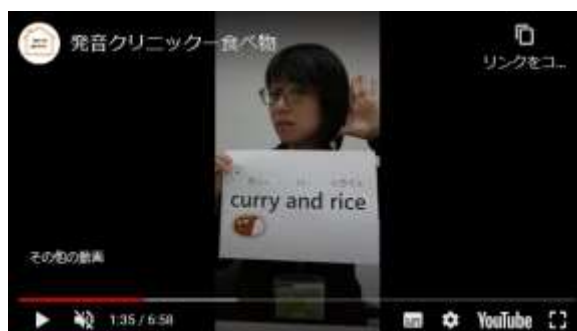 発音クリニックー食べ物
リンクをコ...
curry and rice
その他の動画
1:35 / 6:58
YouTube